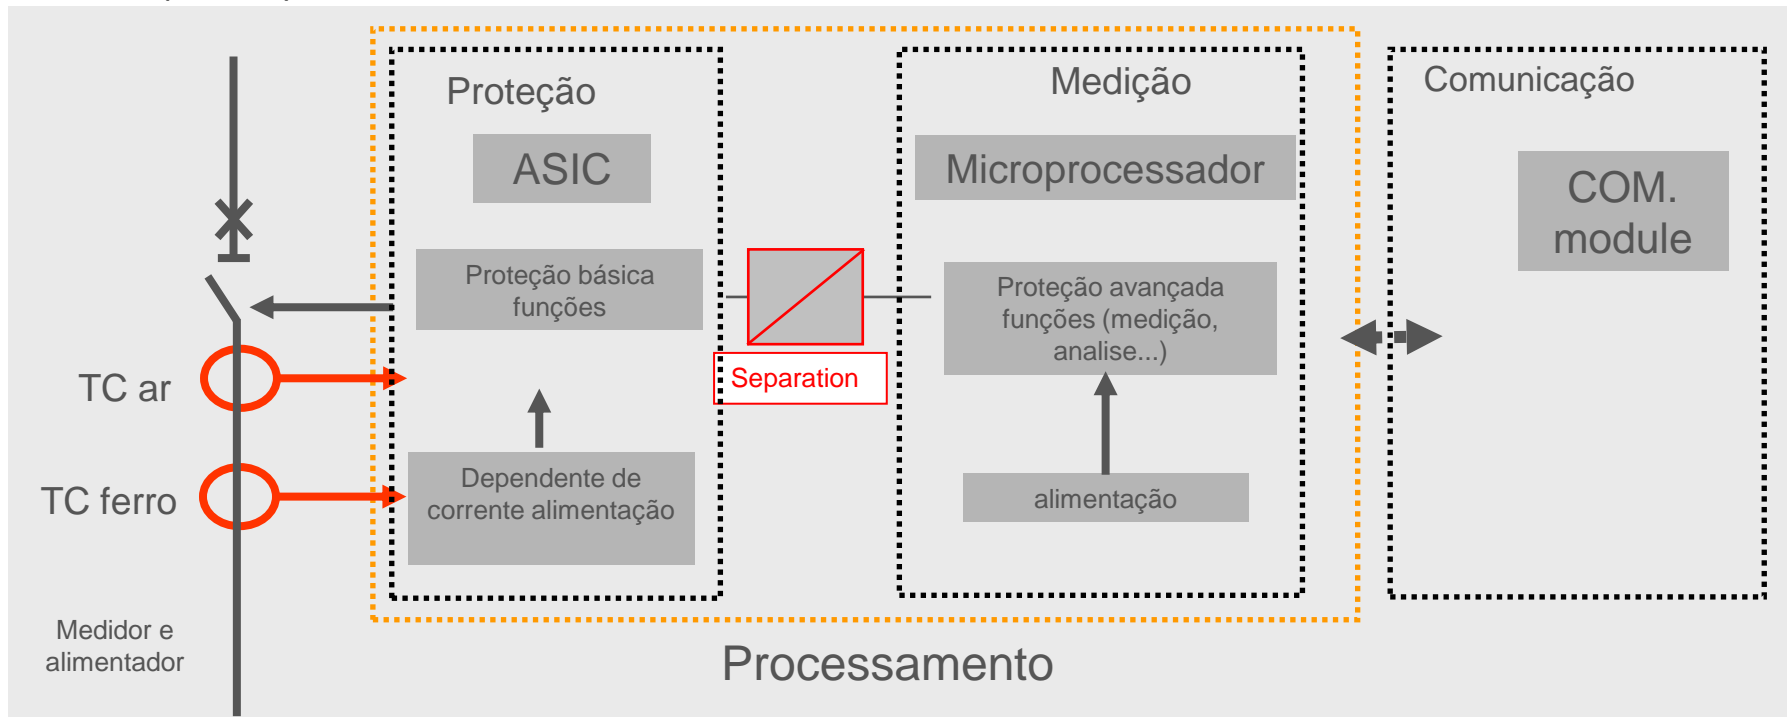 Proteção
Medição
Comunicação
ASIC
Microprocessador
COM.
module
Proteção básica
funções
Proteção avançada
funções (medição,
analise...)
Separation
TC ar
TC ferro
Dependente de
corrente alimentação
alimentação
Medidor e
alimentador
Processamento